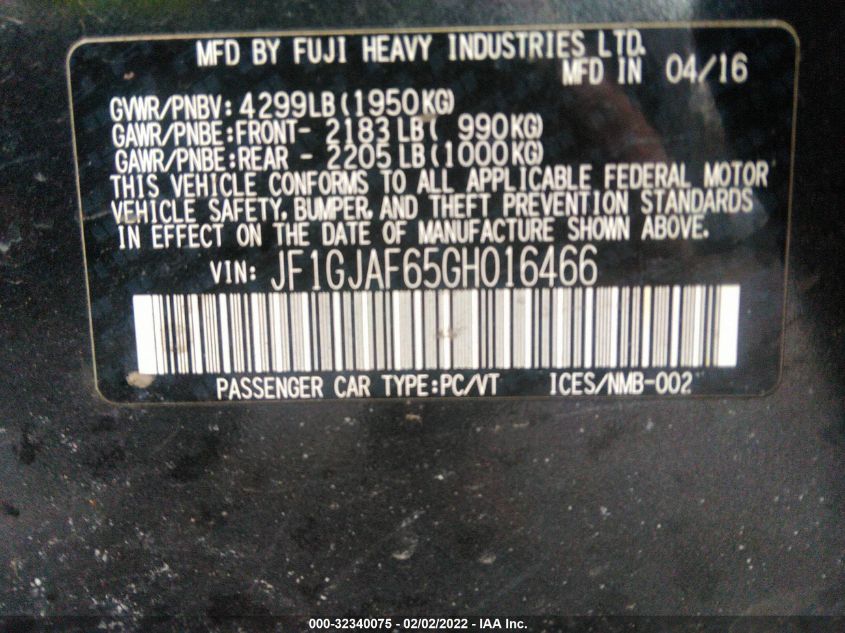 MFD BY FUJI HEAVY INDUSTRIES LTD.
MFD IN 04/16
GVWR/PNBV: 4299LB(1950KG)
GAWR/PNBE:FRONT- 2183LB( 990KG)
GAWR/PNBE:REAR - 2205LB(1000KG)
THIS VEHICLE CONFORMS TO ALL APPLICABLE FEDERAL MOTOR
VEHICLE SAFETY, BUMPER, AND THEFT PREVENTION STANDARDS
IN EFFECT ON THE DATE OF MANUFACTURE SHOWN ABOVE.
VIN: JF1GJAF65GH016466
PASSENGER CAR TYPE:PC/VT ICES/NMB-002
000-32340075 - 02/02/2022 - IAA Inc.